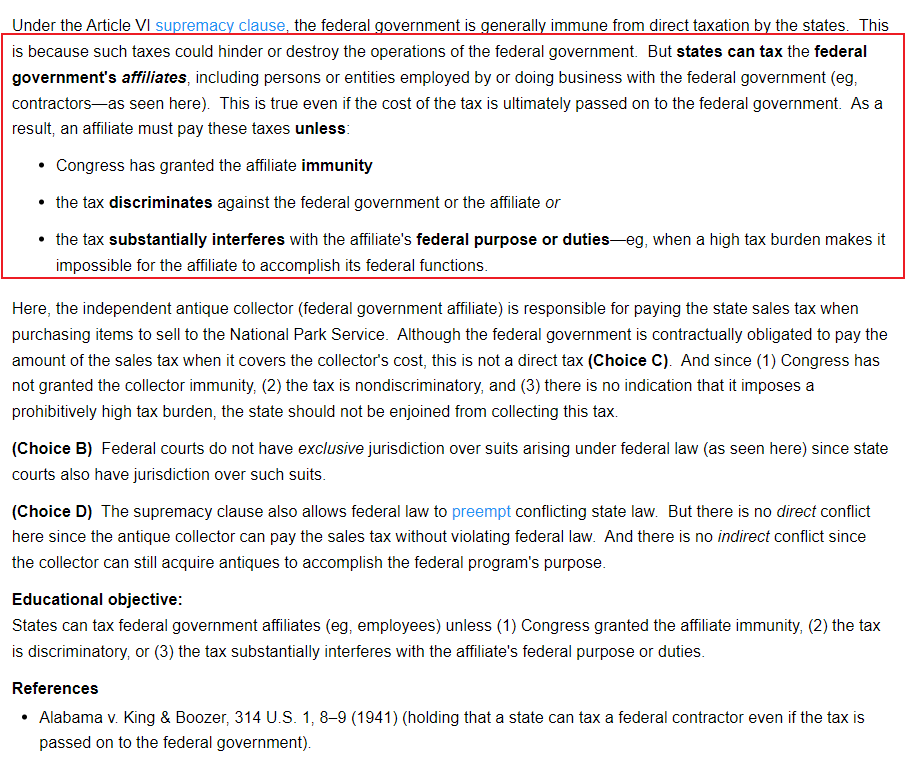 Under the Article VI supremacy clause, the federal government is generally immune from direct taxation by the states.  This
is because such taxes could hinder or destroy the operations of the federal government.  But states can tax the federal
government's affiliates, including persons or entities employed by or doing business with the federal government (eg,
contractors—as seen here).  This is true even if the cost of the tax is ultimately passed on to the federal government.  As a
result, an affiliate must pay these taxes unless:
• Congress has granted the affiliate immunity
• the tax discriminates against the federal government or the affiliate or
• the tax substantially interferes with the affiliate's federal purpose or duties—eg, when a high tax burden makes it
impossible for the affiliate to accomplish its federal functions.
Here, the independent antique collector (federal government affiliate) is responsible for paying the state sales tax when
purchasing items to sell to the National Park Service.  Although the federal government is contractually obligated to pay the
amount of the sales tax when it covers the collector's cost, this is not a direct tax (Choice C).  And since (1) Congress has
not granted the collector immunity, (2) the tax is nondiscriminatory, and (3) there is no indication that it imposes a
prohibitively high tax burden, the state should not be enjoined from collecting this tax.
(Choice B)  Federal courts do not have exclusive jurisdiction over suits arising under federal law (as seen here) since state
courts also have jurisdiction over such suits.
(Choice D)  The supremacy clause also allows federal law to preempt conflicting state law.  But there is no direct conflict
here since the antique collector can pay the sales tax without violating federal law.  And there is no indirect conflict since
the collector can still acquire antiques to accomplish the federal program's purpose.
Educational objective:
States can tax federal government affiliates (eg, employees) unless (1) Congress granted the affiliate immunity, (2) the tax
is discriminatory, or (3) the tax substantially interferes with the affiliate's federal purpose or duties.
References
• Alabama v. King & Boozer, 314 U.S. 1, 8–9 (1941) (holding that a state can tax a federal contractor even if the tax is
passed on to the federal government).